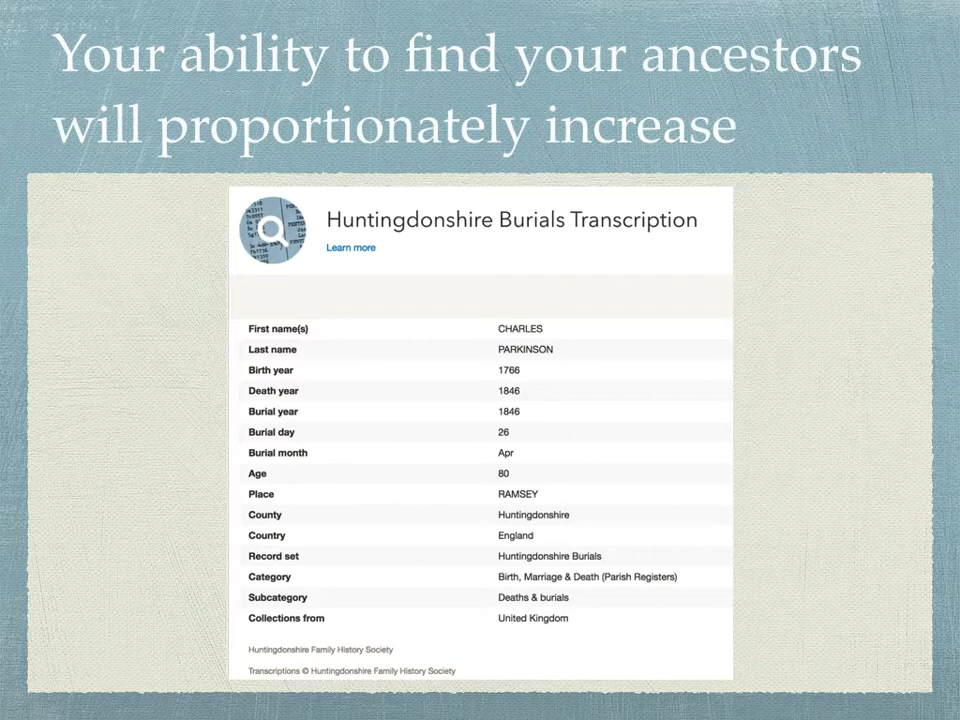 Your ability to find your ancestors
will proportionately increase
Huntingdonshire Burials Transcription
Learn more
First name(s) CHARLES
Last name PARKINSON
Birth year 1766
Death year 1846
Burial year 1846
Burial day 26
Burial month Apr
Age 80
Place RAMSEY
County Huntingdonshire
Country England
Record set Huntingdonshire Burials
Category Birth, Marriage & Death (Parish Registers)
Subcategory Deaths & burials
Collections from United Kingdom
Huntingdonshire Family History Society
Transcriptions © Huntingdonshire Family History Society